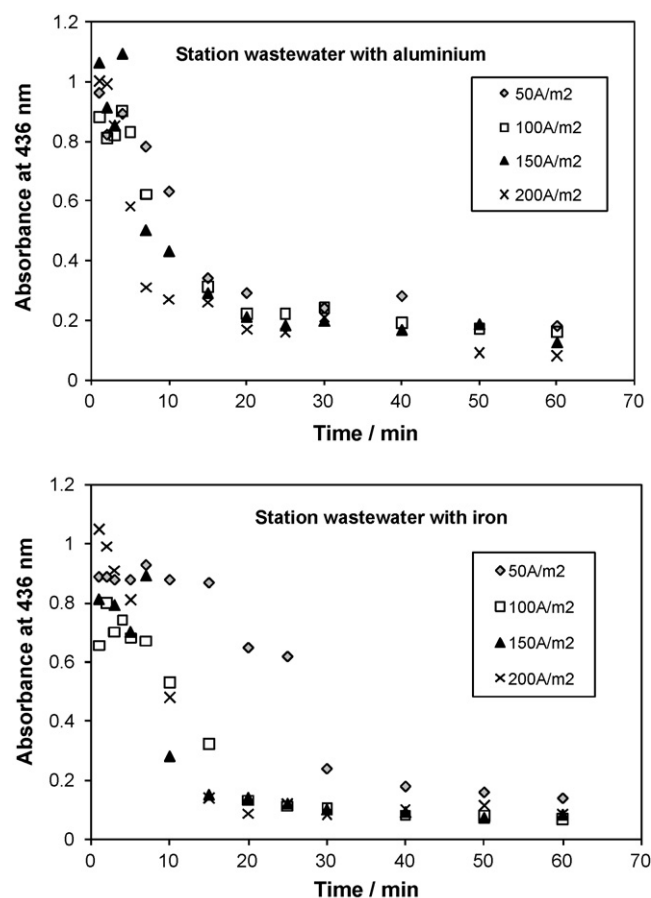 1.2
Station wastewater with aluminium
1
50A/m2
0.8
100A/m2
150A/m2
0.6
200A/m2
0.4
0.2
0
0 10 20 30 40 50 60 70
Absorbance at 436 nm
Time / min
1.2
Station wastewater with iron
1
50A/m2
0.8
100A/m2
150A/m2
0.6
200A/m2
0.4
0.2
0
0 10 20 30 40 50 60 70
Absorbance at 436 nm
Time / min